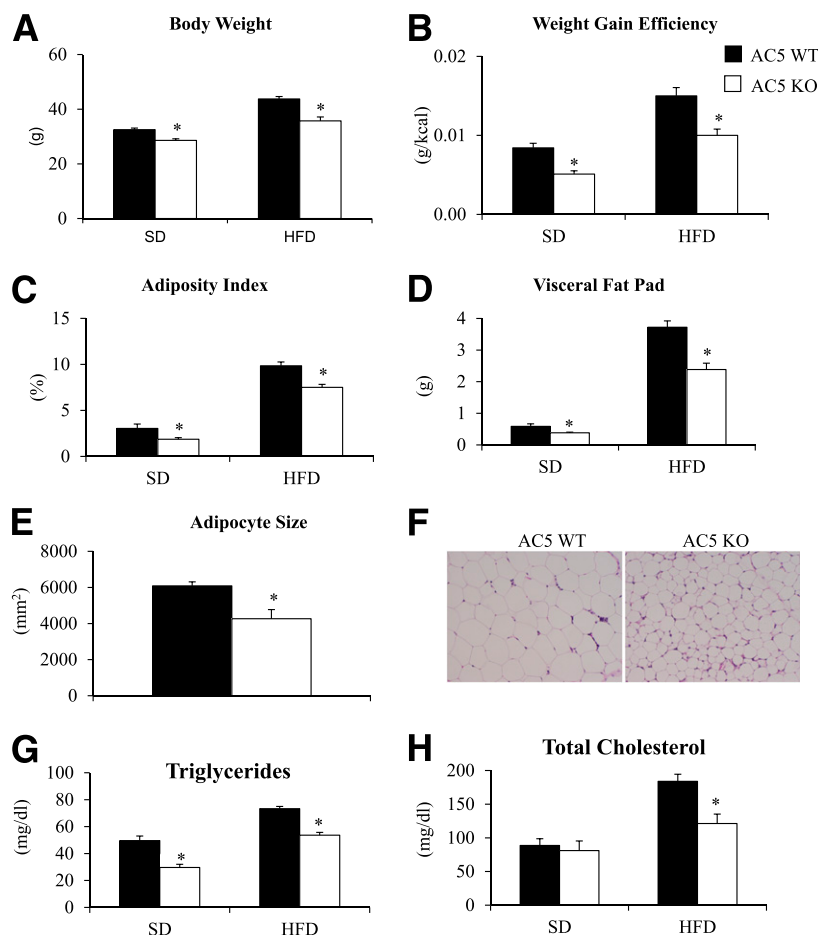 A
Body Weight
60
40
20
0
(g)
*
*
SD
HFD
B
Weight Gain Efficiency
0.02
0.01
0.00
(g/kcal)
*
*
SD
HFD
AC5 WT
AC5 KO
C
Adiposity Index
15
10
5
0
(%)
*
*
SD
HFD
D
Visceral Fat Pad
4
3
2
1
0
(g)
*
*
SD
HFD
E
Adipocyte Size
8000
6000
4000
2000
0
(mm²)
*
F
AC5 WT
AC5 KO
G
Triglycerides
100
80
60
40
20
0
(mg/dl)
*
*
SD
HFD
H
Total Cholesterol
200
150
100
50
0
(mg/dl)
*
SD
HFD